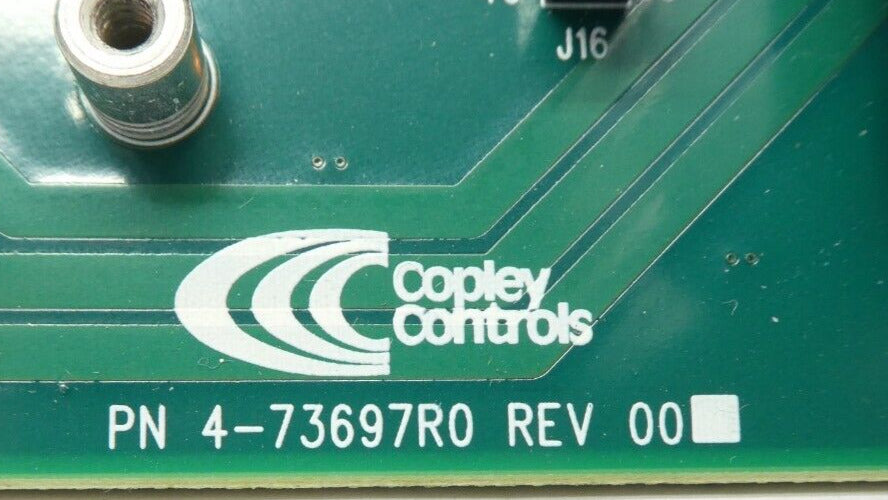 J16
Copley
Controls
PN 4-73697R0 REV 00